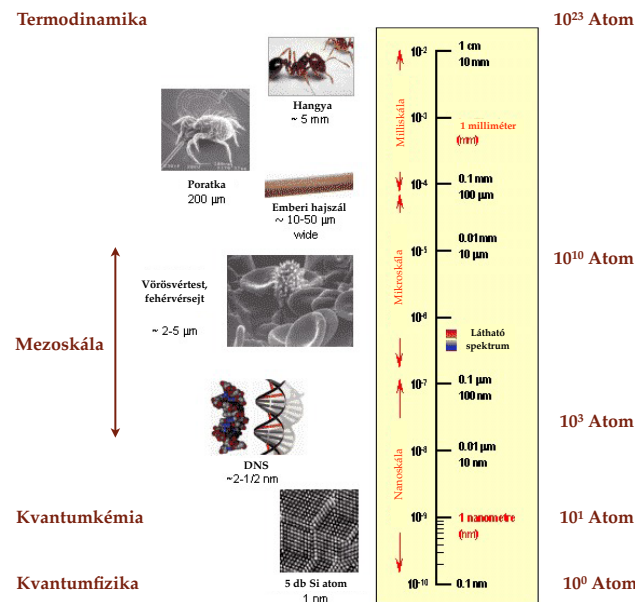 Termodinamika
10²³ Atom
Hangya
~ 5 mm
Poratka
200 µm
Emberi hajszál
~ 10-50 µm
wide
Vörösvértest,
fehérvérsejt
~ 2-5 µm
Mezoskála
DNS
~2-1/2 nm
Kvantumkémia
5 db Si atom
1 nm
Kvantumfizika
Milliskála
Mikroskála
Nanoskála
10⁻²
10⁻³
10⁻⁴
10⁻⁵
10⁻⁶
10⁻⁷
10⁻⁸
10⁻⁹
10⁻¹⁰
1 cm
10 mm
1 milliméter
(mm)
0.1 mm
100 µm
0.01 mm
10 µm
Látható
spektrum
0.1 µm
100 nm
0.01 µm
10 nm
1 nanometre
(nm)
0.1 nm
10¹⁰ Atom
10³ Atom
10¹ Atom
10⁰ Atom